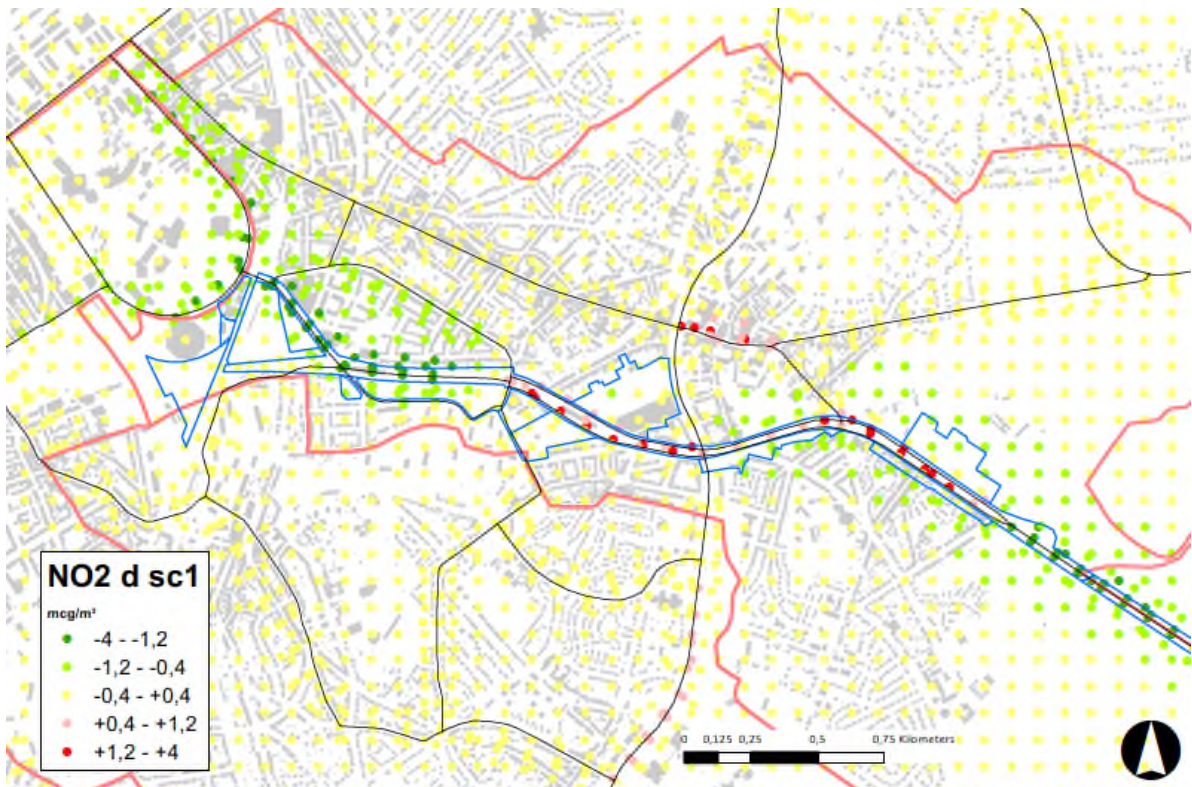 NO2 d sc1
mcg/m³
-4 - -1,2
-1,2 - -0,4
-0,4 - +0,4
+0,4 - +1,2
+1,2 - +4
0 0,125 0,25 0,5 0,75 Kilometers